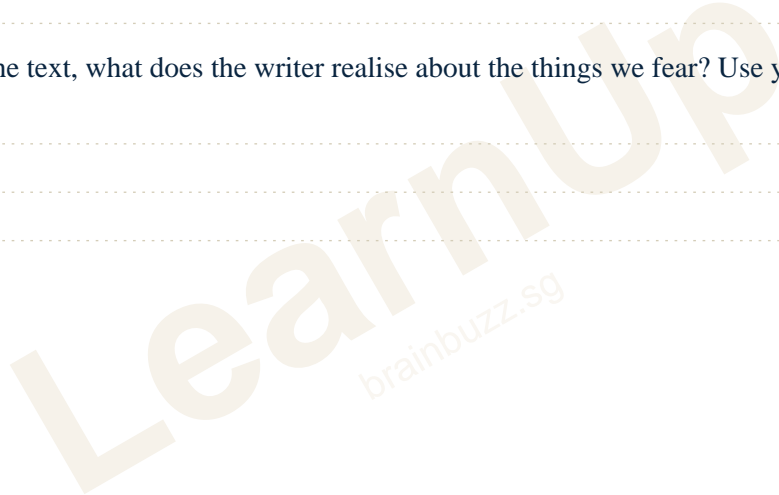 he text, what does the writer realise about the things we fear? Use y
LearnUp
brainbuzz.sg